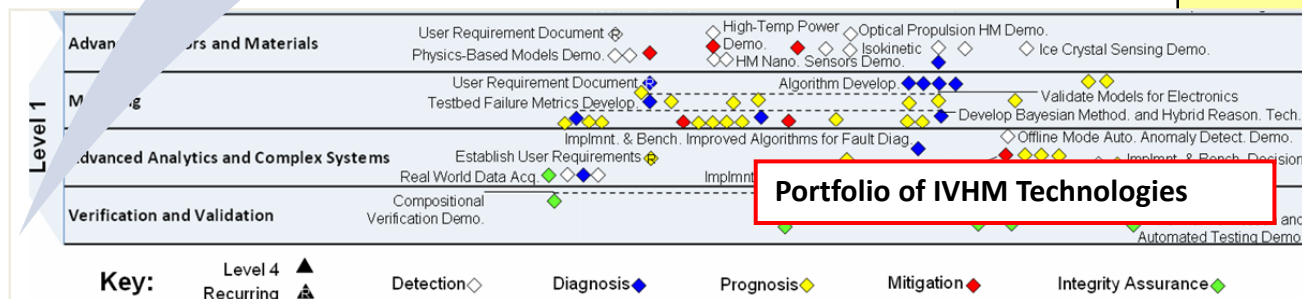 User Requirement Document R
High-Temp Power
Demo.
Optical Propulsion HM Demo.
Advan rs and Materials
Physics-Based Models Demo.
Isokinetic
Ice Crystal Sensing Demo.
HM Nano. Sensors Demo.
User Requirement Document R
Algorithm Develop.
Validate Models for Electronics
M g
Testbed Failure Metrics Develop.
Develop Bayesian Method. and Hybrid Reason. Tech.
Level 1
Implmnt. & Bench. Improved Algorithms for Fault Diag.
Offline Mode Auto. Anomaly Detect. Demo.
Advanced Analytics and Complex Systems
Establish User Requirements R
Implmnt. & Bench. Decision
Real World Data Acq.
Implmnt
Portfolio of IVHM Technologies
Compositional
Verification Demo.
Verification and Validation
and
Automated Testing Demo
Key:
Level 4
Recurring R
Detection
Diagnosis
Prognosis
Mitigation
Integrity Assurance